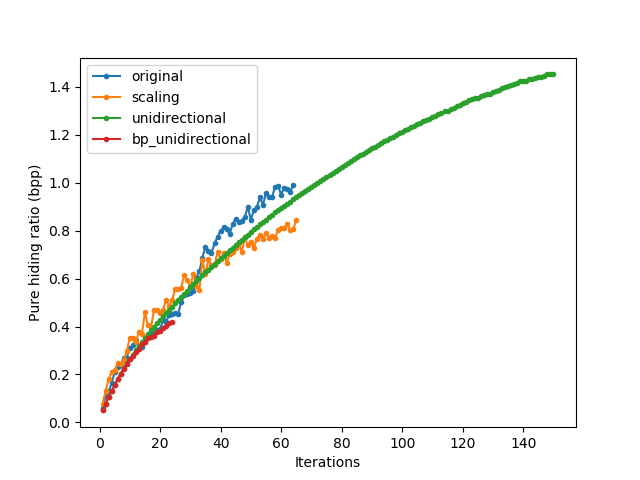 original
scaling
unidirectional
bp_unidirectional
Pure hiding ratio (bpp)
1.4
1.2
1.0
0.8
0.6
0.4
0.2
0.0
0 20 40 60 80 100 120 140
Iterations